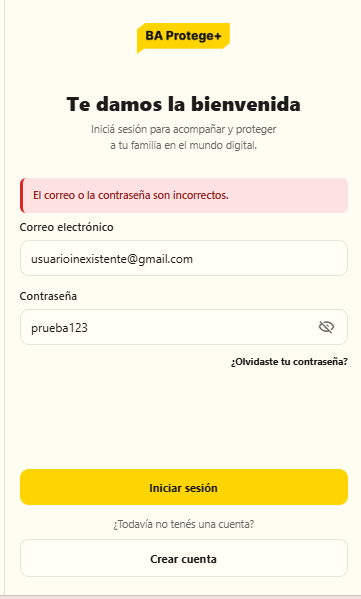 BA Protege+
Te damos la bienvenida
Iniciá sesión para acompañar y proteger
a tu familia en el mundo digital.
El correo o la contraseña son incorrectos.
Correo electrónico
usuarioinexistente@gmail.com
Contraseña
prueba123
¿Olvidaste tu contraseña?
Iniciar sesión
¿Todavía no tenés una cuenta?
Crear cuenta